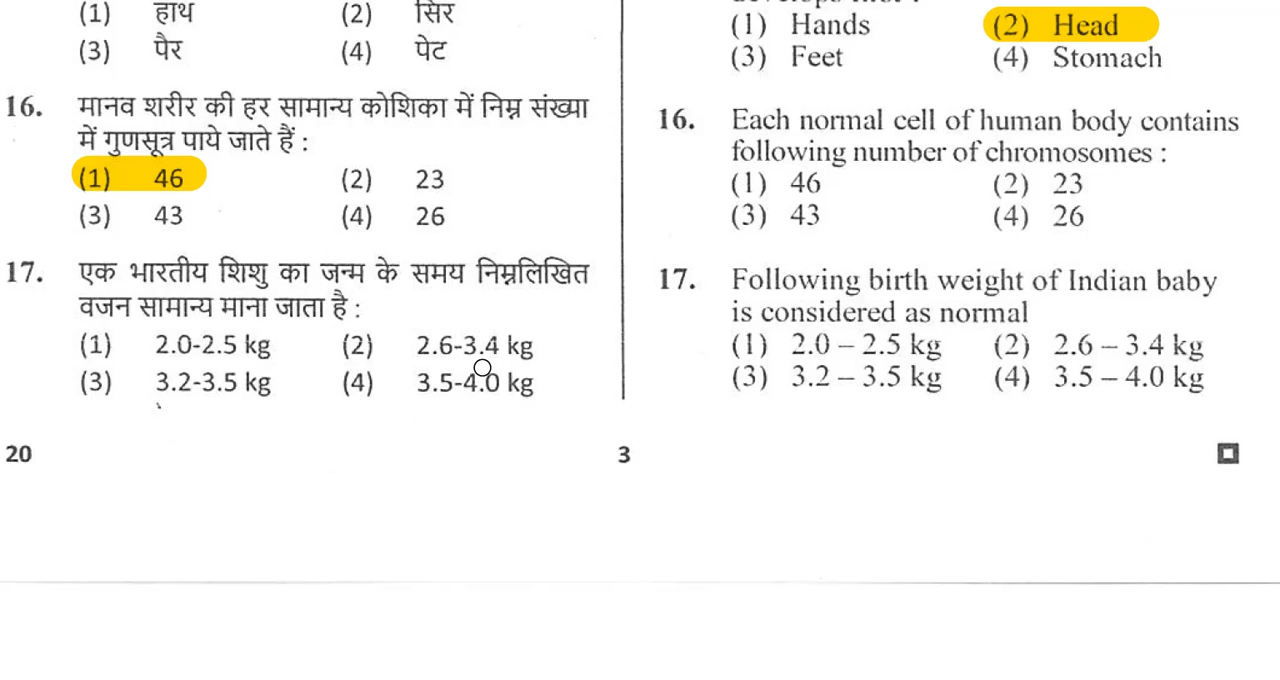 (1) हाथ (2) सिर
(3) पैर (4) पेट
16. मानव शरीर की हर सामान्य कोशिका में निम्न संख्या
में गुणसूत्र पाये जाते हैं :
(1) 46 (2) 23
(3) 43 (4) 26
17. एक भारतीय शिशु का जन्म के समय निम्नलिखित
वजन सामान्य माना जाता है :
(1) 2.0-2.5 kg (2) 2.6-3.4 kg
(3) 3.2-3.5 kg (4) 3.5-4.0 kg
(1) Hands (2) Head
(3) Feet (4) Stomach
16. Each normal cell of human body contains
following number of chromosomes :
(1) 46 (2) 23
(3) 43 (4) 26
17. Following birth weight of Indian baby
is considered as normal
(1) 2.0 – 2.5 kg (2) 2.6 – 3.4 kg
(3) 3.2 – 3.5 kg (4) 3.5 – 4.0 kg
20 3